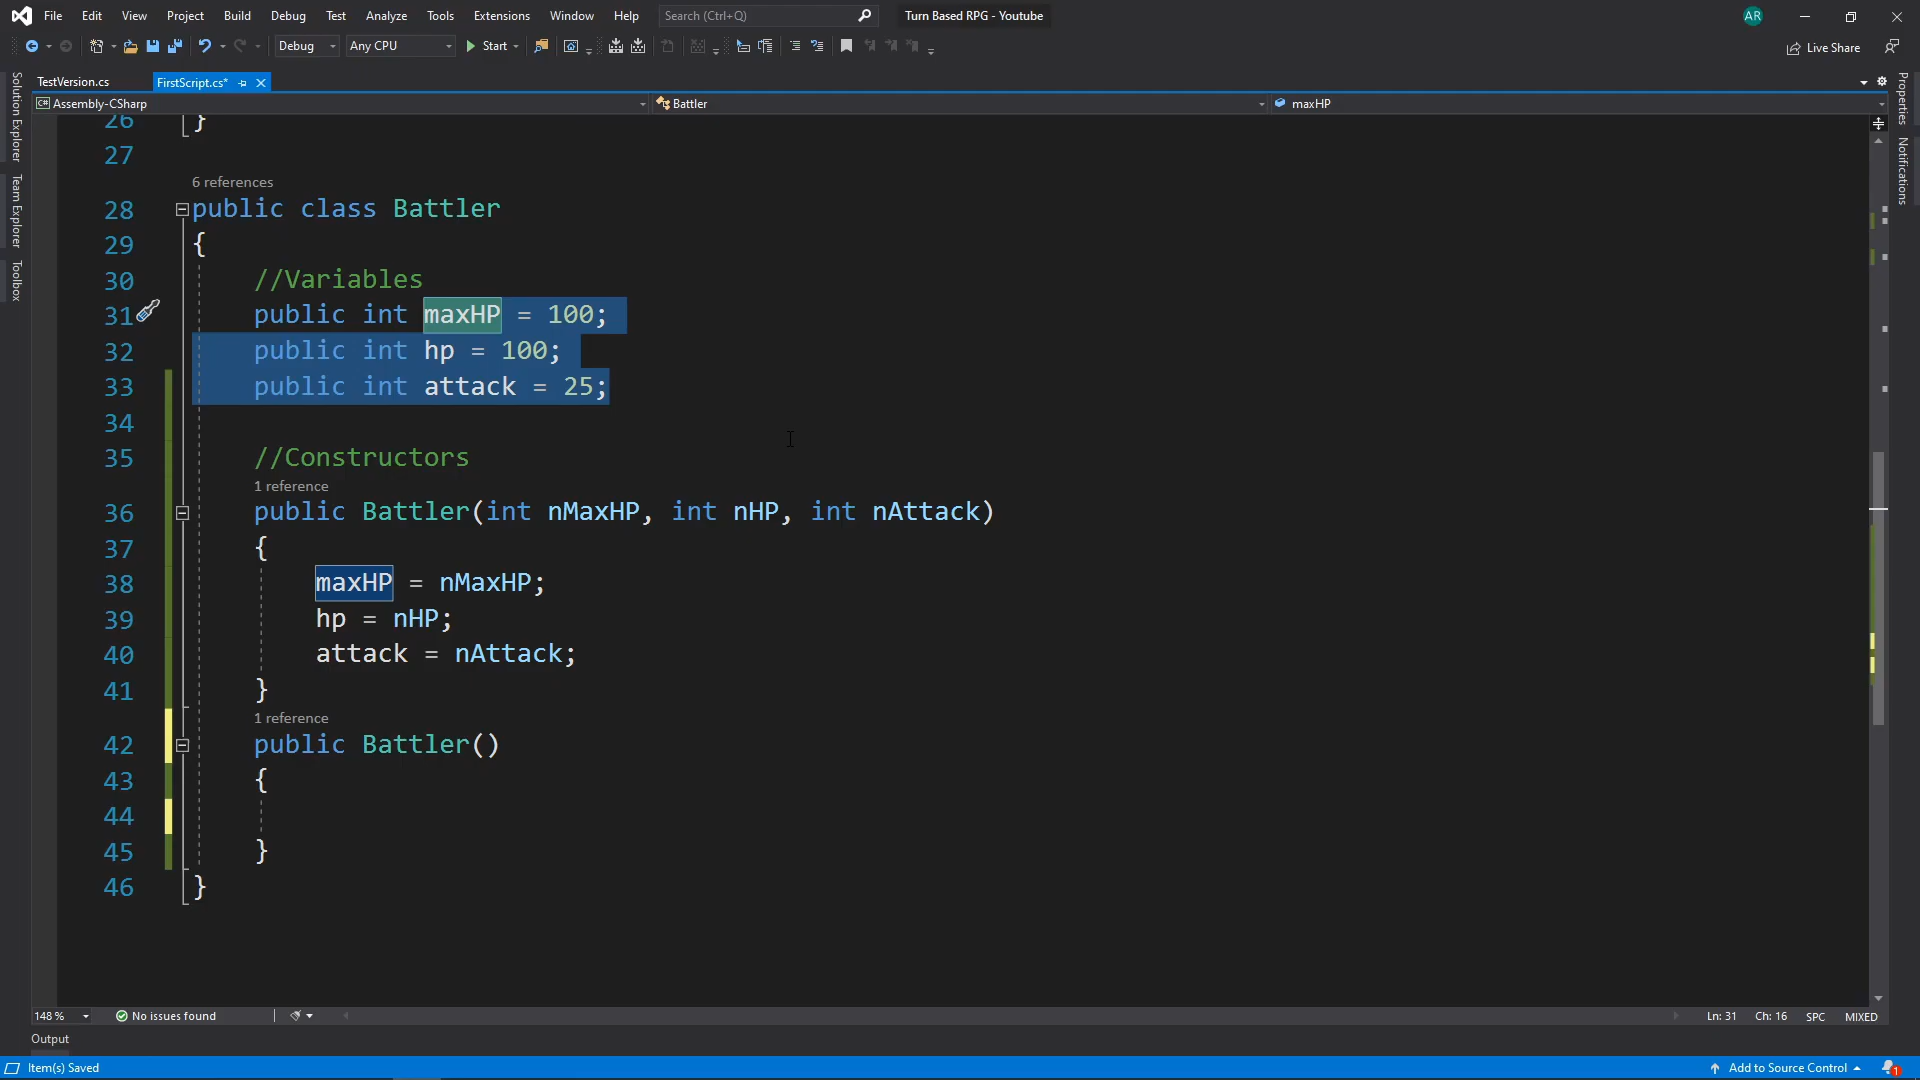 File Edit View Project Build Debug Test Analyze Tools Extensions Window Help Search (Ctrl+Q) Turn Based RPG - Youtube AR
Debug Any CPU Start Live Share
TestVersion.cs FirstScript.cs*
C# Assembly-CSharp Battler maxHP
Solution Explorer
Team Explorer
Toolbox
Properties
Notifications
26 }
27
6 references
28 public class Battler
29 {
30 //Variables
31 public int maxHP = 100;
32 public int hp = 100;
33 public int attack = 25;
34
35 //Constructors
1 reference
36 public Battler(int nMaxHP, int nHP, int nAttack)
37 {
38 maxHP = nMaxHP;
39 hp = nHP;
40 attack = nAttack;
41 }
1 reference
42 public Battler()
43 {
44
45 }
46 }
148 % No issues found Ln: 31 Ch: 16 SPC MIXED
Output
Item(s) Saved Add to Source Control 1